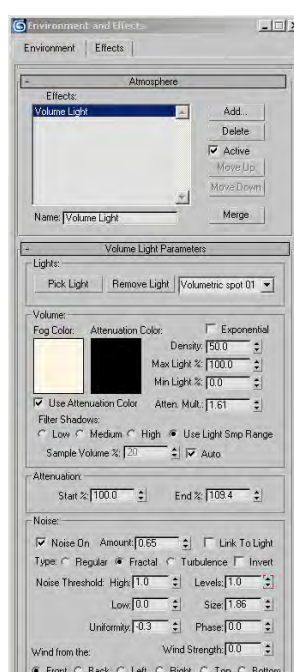 Environment and Effects
Environment Effects
- Atmosphere
Effects:
Volume Light
Add...
Delete
Active
Move Up
Move Down
Name: Volume Light Merge
- Volume Light Parameters
Lights:
Pick Light Remove Light Volumetric spot 01
Volume:
Fog Color: Attenuation Color: Exponential
Density: 50.0
Max Light %: 100.0
Min Light %: 0.0
Use Attenuation Color Atten. Mult.: 1.61
Filter Shadows:
Low Medium High Use Light Smp Range
Sample Volume %: 20 Auto
Attenuation:
Start %: 100.0 End %: 109.4
Noise:
Noise On Amount: 0.65 Link To Light
Type: Regular Fractal Turbulence Invert
Noise Threshold: High: 1.0 Levels: 1.0
Low: 0.0 Size: 1.86
Uniformity: -0.3 Phase: 0.0
Wind from the: Wind Strength: 0.0
Front Back Left Right Top Bottom